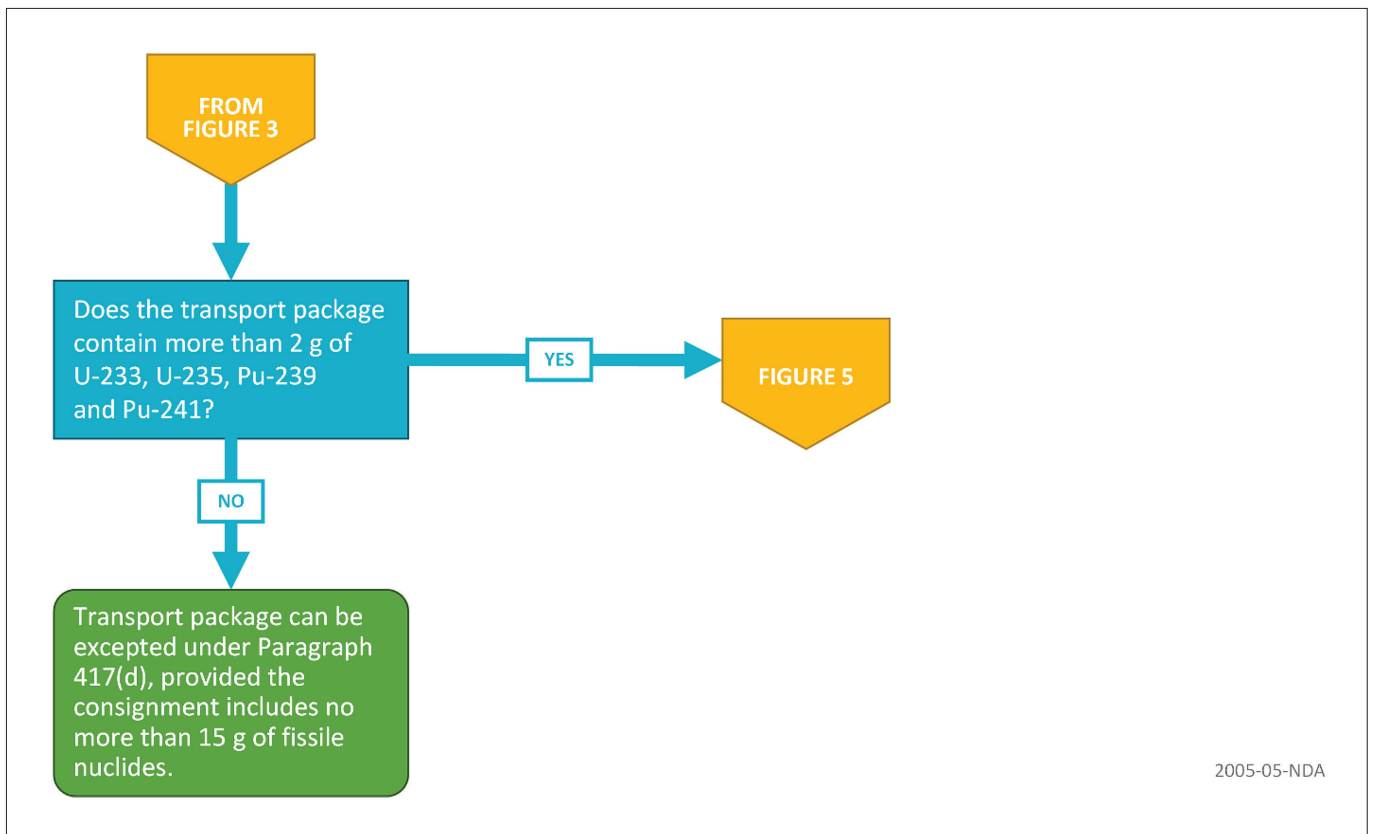 FROM
FIGURE 3
Does the transport package
contain more than 2 g of
U-233, U-235, Pu-239
and Pu-241?
YES
FIGURE 5
NO
Transport package can be
excepted under Paragraph
417(d), provided the
consignment includes no
more than 15 g of fissile
nuclides.
2005-05-NDA